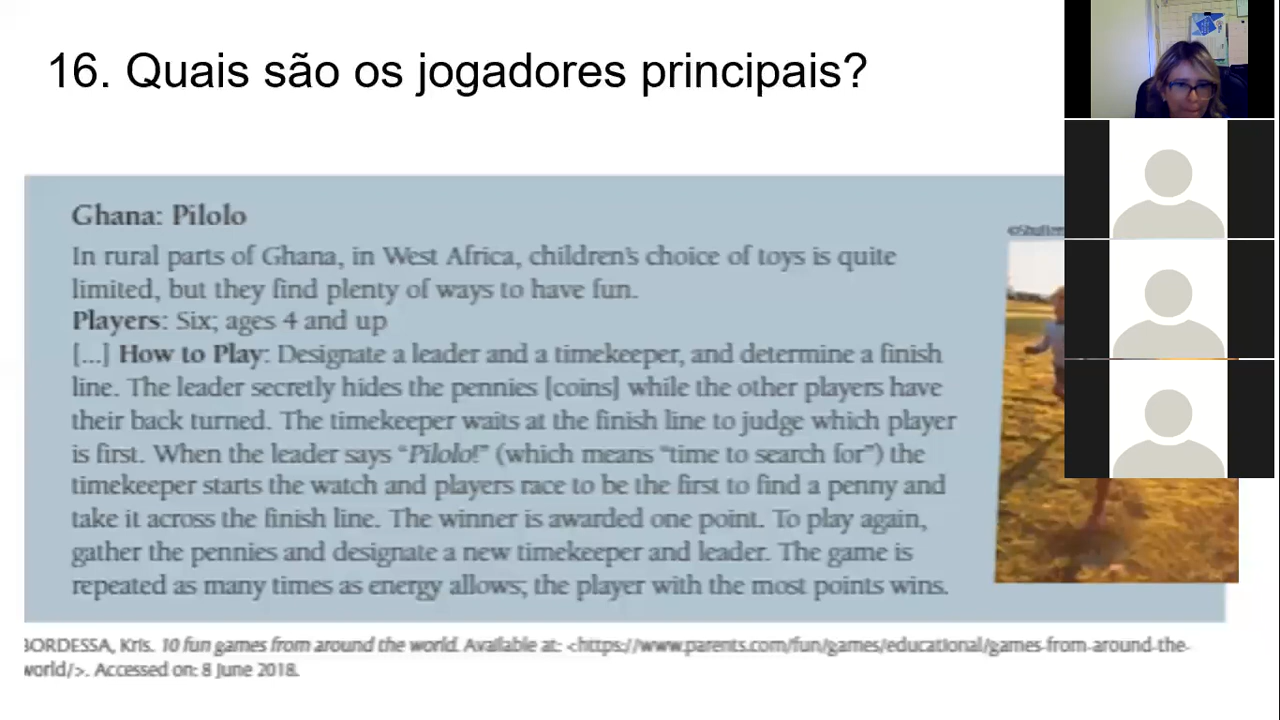 16. Quais são os jogadores principais?
Ghana: Pilolo
In rural parts of Ghana, in West Africa, children's choice of toys is quite
limited, but they find plenty of ways to have fun.
Players: Six; ages 4 and up
[...] How to Play: Designate a leader and a timekeeper, and determine a finish
line. The leader secretly hides the pennies [coins] while the other players have
their back turned. The timekeeper waits at the finish line to judge which player
is first. When the leader says "Pilolo!" (which means "time to search for") the
timekeeper starts the watch and players race to be the first to find a penny and
take it across the finish line. The winner is awarded one point. To play again,
gather the pennies and designate a new timekeeper and leader. The game is
repeated as many times as energy allows; the player with the most points wins.
BORDESSA, Kris. 10 fun games from around the world. Available at: <https://www.parents.com/fun/games/educational/games-from-around-the-
world/>. Accessed on: 8 June 2018.